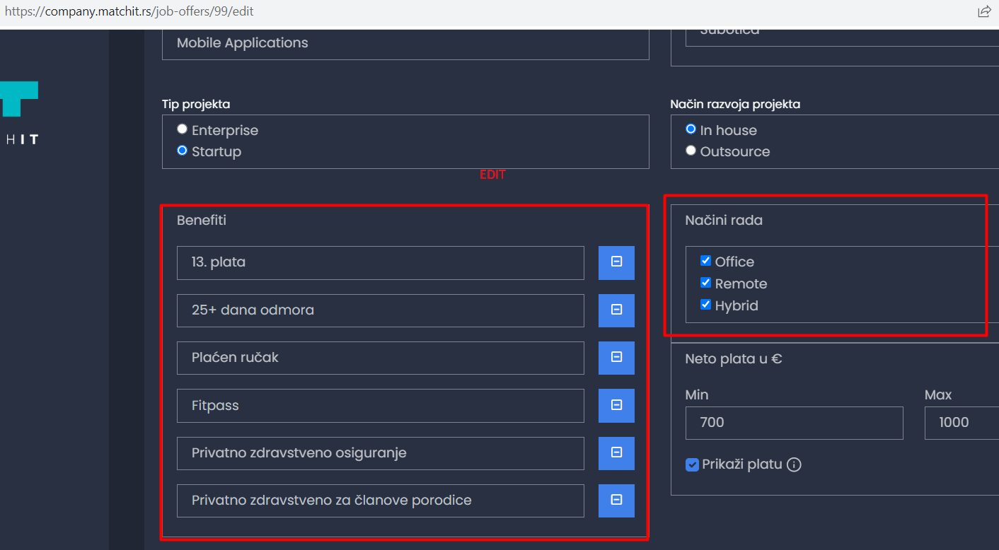 https://company.matchit.rs/job-offers/99/edit
Mobile Applications
Subotica
HIT
Tip projekta
Enterprise
Startup
Način razvoja projekta
In house
Outsource
EDIT
Benefiti
13. plata
25+ dana odmora
Plaćen ručak
Fitpass
Privatno zdravstveno osiguranje
Privatno zdravstveno za članove porodice
Načini rada
Office
Remote
Hybrid
Neto plata u €
Min
Max
700
1000
Prikaži platu